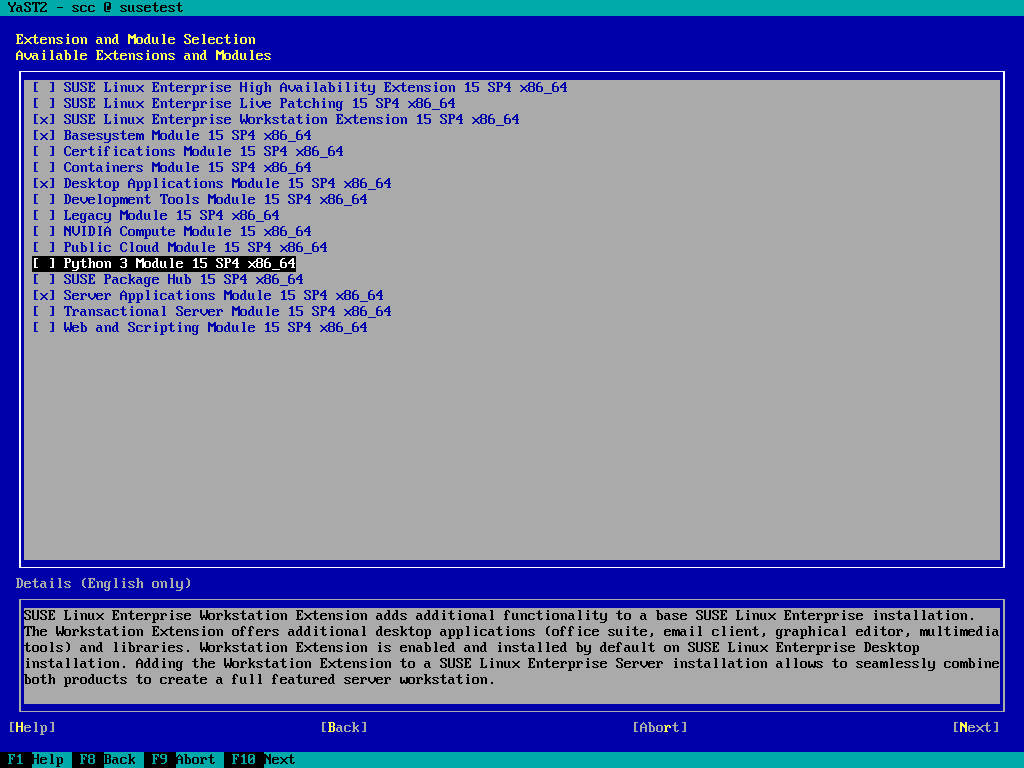 YaST2 - scc @ susetest
Extension and Module Selection
Available Extensions and Modules
[ ] SUSE Linux Enterprise High Availability Extension 15 SP4 x86_64
[ ] SUSE Linux Enterprise Live Patching 15 SP4 x86_64
[x] SUSE Linux Enterprise Workstation Extension 15 SP4 x86_64
[x] Basesystem Module 15 SP4 x86_64
[ ] Certifications Module 15 SP4 x86_64
[ ] Containers Module 15 SP4 x86_64
[x] Desktop Applications Module 15 SP4 x86_64
[ ] Development Tools Module 15 SP4 x86_64
[ ] Legacy Module 15 SP4 x86_64
[ ] NVIDIA Compute Module 15 x86_64
[ ] Public Cloud Module 15 SP4 x86_64
[ ] Python 3 Module 15 SP4 x86_64
[ ] SUSE Package Hub 15 SP4 x86_64
[x] Server Applications Module 15 SP4 x86_64
[ ] Transactional Server Module 15 SP4 x86_64
[ ] Web and Scripting Module 15 SP4 x86_64
Details (English only)
SUSE Linux Enterprise Workstation Extension adds additional functionality to a base SUSE Linux Enterprise installation.
The Workstation Extension offers additional desktop applications (office suite, email client, graphical editor, multimedia
tools) and libraries. Workstation Extension is enabled and installed by default on SUSE Linux Enterprise Desktop
installation. Adding the Workstation Extension to a SUSE Linux Enterprise Server installation allows to seamlessly combine
both products to create a full featured server workstation.
[Help] [Back] [Abort] [Next]
F1 Help F8 Back F9 Abort F10 Next